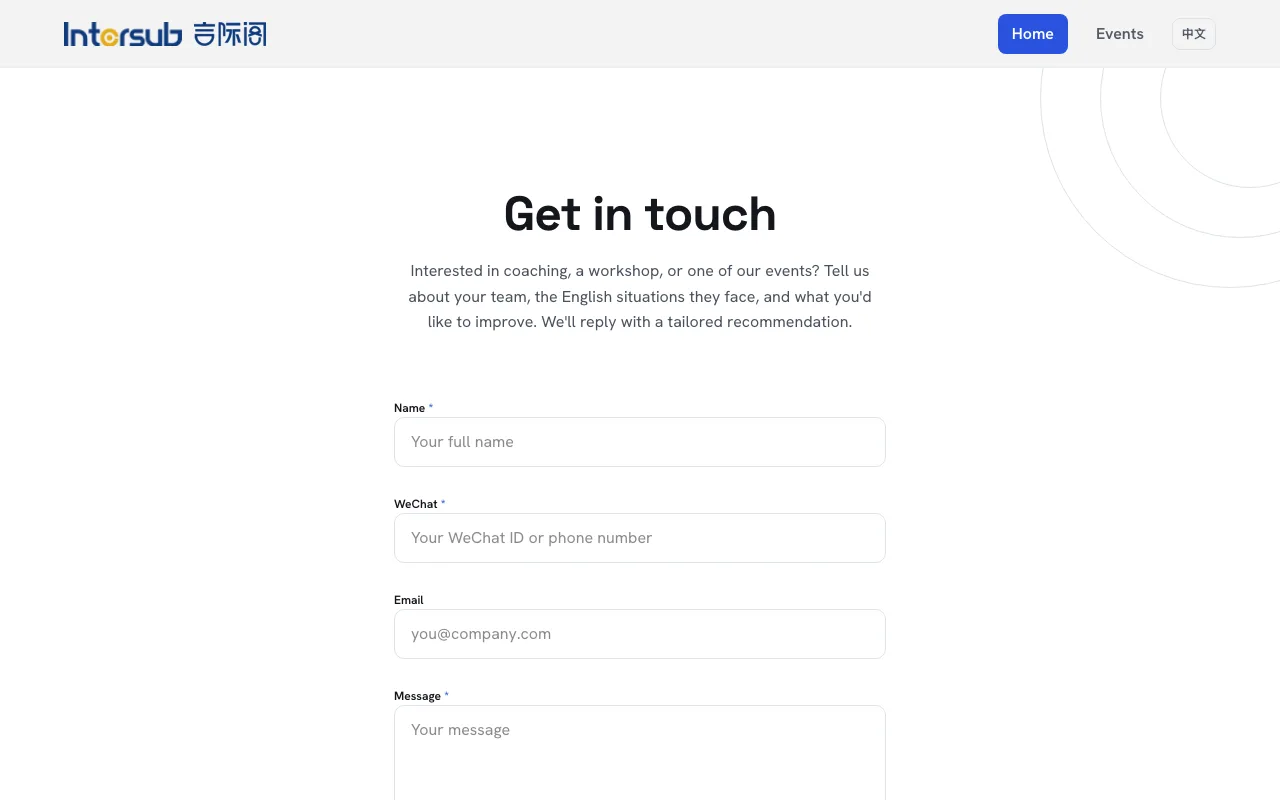 Intersub 言际阁
Home
Events
中文
Get in touch
Interested in coaching, a workshop, or one of our events? Tell us
about your team, the English situations they face, and what you'd
like to improve. We'll reply with a tailored recommendation.
Name *
Your full name
WeChat *
Your WeChat ID or phone number
Email
you@company.com
Message *
Your message